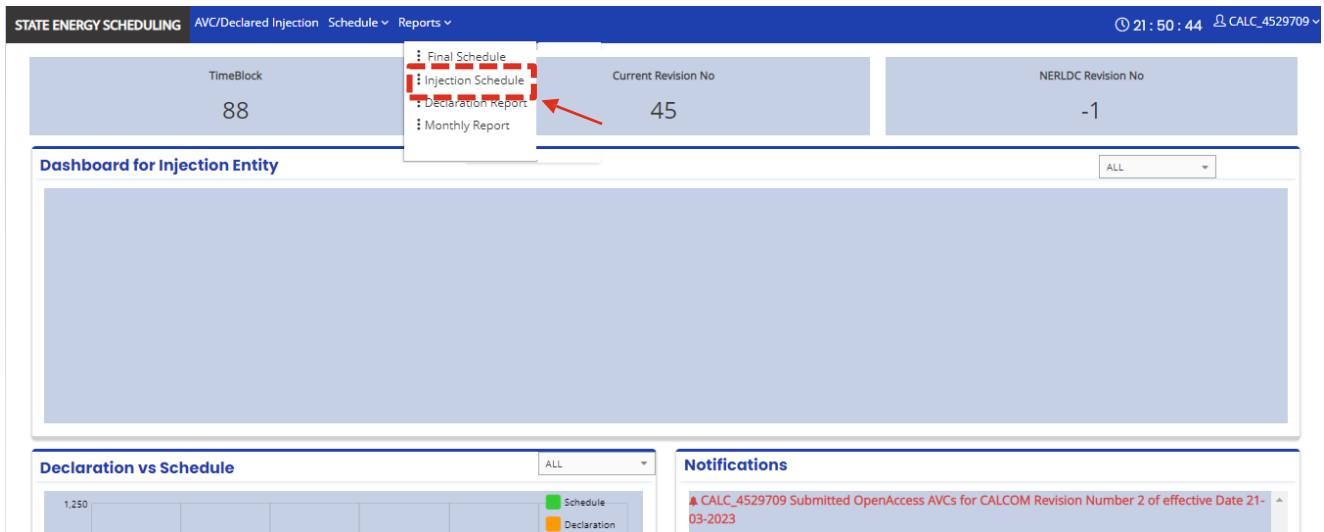 STATE ENERGY SCHEDULING AVC/Declared Injection Schedule Reports 21 : 50 : 44 CALC_4529709
Final Schedule
Injection Schedule
Declaration Report
Monthly Report
TimeBlock
88
Current Revision No
45
NERLDC Revision No
-1
Dashboard for Injection Entity ALL
Declaration vs Schedule ALL
1,250
Schedule
Declaration
Notifications
CALC_4529709 Submitted OpenAccess AVCs for CALCOM Revision Number 2 of effective Date 21-
03-2023